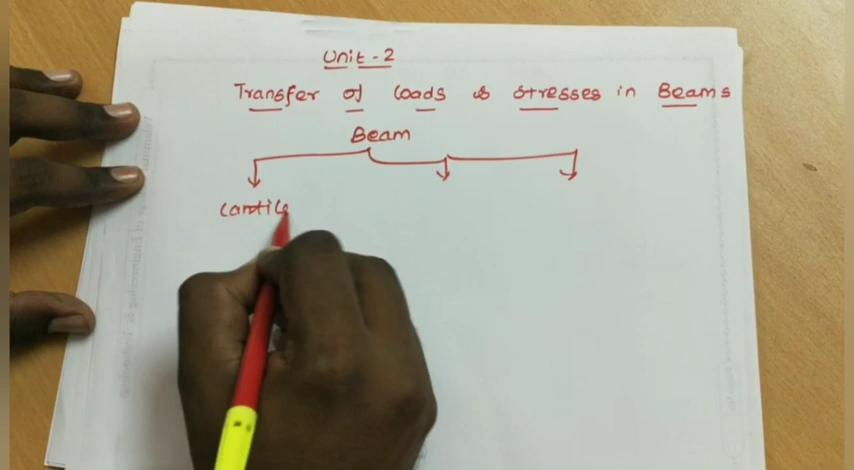 Unit-2
Transfer of loads & stresses in Beams
Beam
cantile